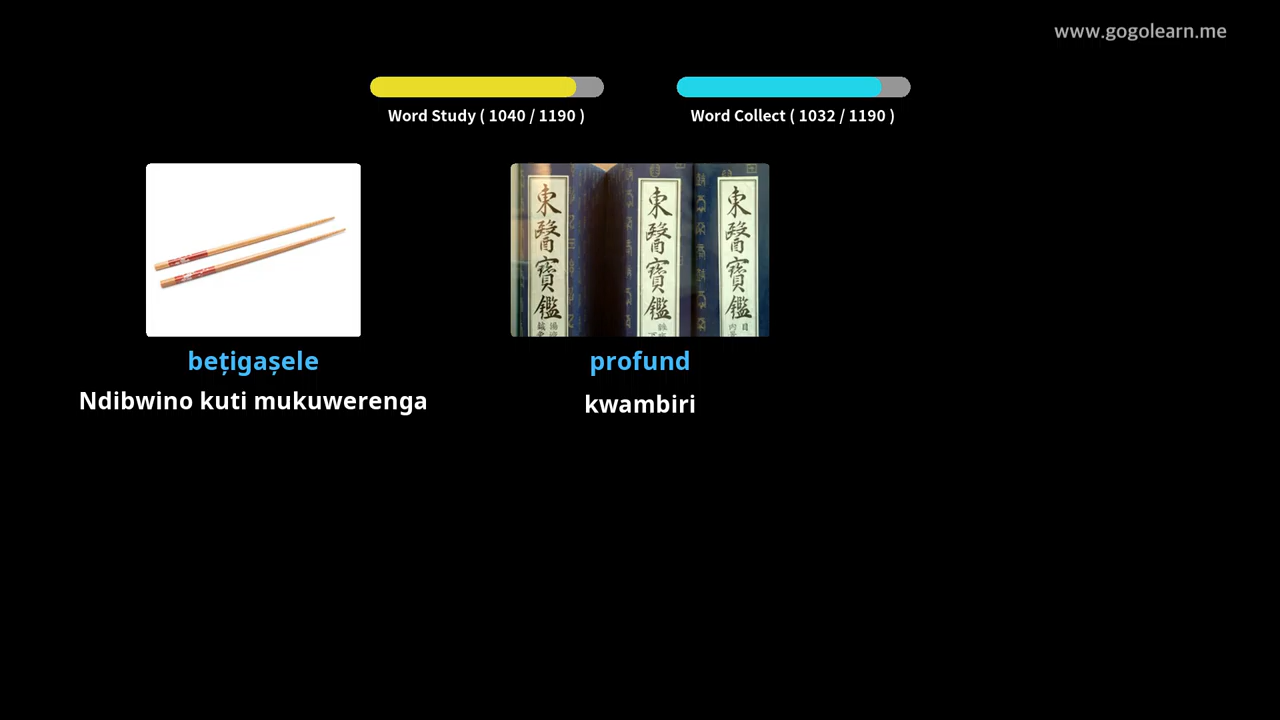 www.gogolearn.me
Word Study ( 1040 / 1190 )
Word Collect ( 1032 / 1190 )
東醫寶鑑
東醫寶鑑
東醫寶鑑
bețigașele
profund
Ndibwino kuti mukuwerenga
kwambiri